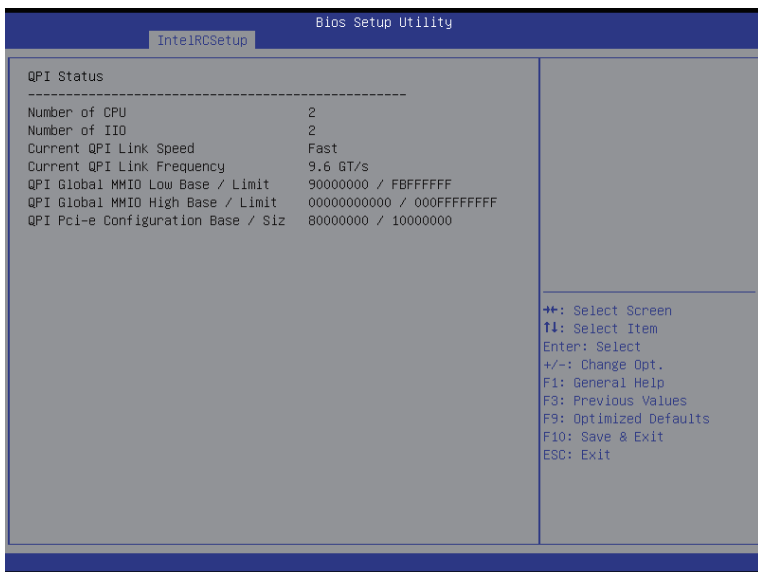 Bios Setup Utility
IntelRCSetup
QPI Status
------------------------------------------------
Number of CPU 2
Number of IIO 2
Current QPI Link Speed Fast
Current QPI Link Frequency 9.6 GT/s
QPI Global MMIO Low Base / Limit 90000000 / FBFFFFFF
QPI Global MMIO High Base / Limit 00000000000 / 000FFFFFFFF
QPI Pci-e Configuration Base / Siz 80000000 / 10000000
→←: Select Screen
↑↓: Select Item
Enter: Select
+/-: Change Opt.
F1: General Help
F3: Previous Values
F9: Optimized Defaults
F10: Save & Exit
ESC: Exit